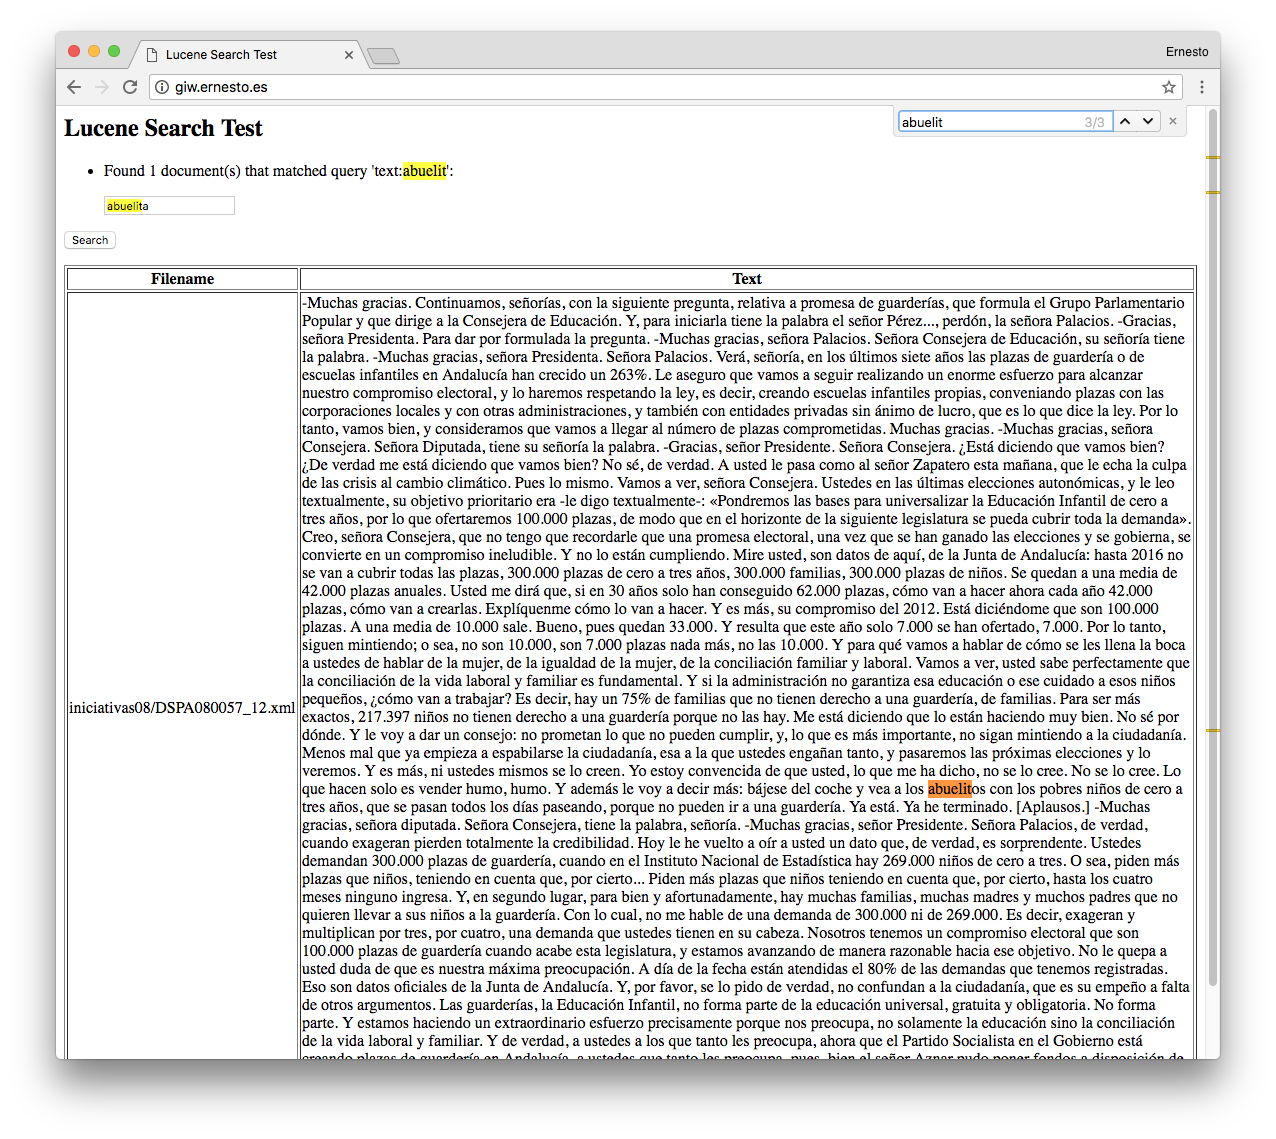 Lucene Search Test
Ernesto
giw.ernesto.es
abuelit
3/3
Lucene Search Test
Found 1 document(s) that matched query 'text:abuelit':
abuelita
Search
Filename
Text
iniciativas08/DSPA080057_12.xml
-Muchas gracias. Continuamos, señorías, con la siguiente pregunta, relativa a promesa de guarderías, que formula el Grupo Parlamentario
Popular y que dirige a la Consejera de Educación. Y, para iniciarla tiene la palabra el señor Pérez..., perdón, la señora Palacios. -Gracias,
señora Presidenta. Para dar por formulada la pregunta. -Muchas gracias, señora Palacios. Señora Consejera de Educación, su señoría tiene
la palabra. -Muchas gracias, señora Presidenta. Señora Palacios. Verá, señoría, en los últimos siete años las plazas de guardería o de
escuelas infantiles en Andalucía han crecido un 263%. Le aseguro que vamos a seguir realizando un enorme esfuerzo para alcanzar
nuestro compromiso electoral, y lo haremos respetando la ley, es decir, creando escuelas infantiles propias, conveniando plazas con las
corporaciones locales y con otras administraciones, y también con entidades privadas sin ánimo de lucro, que es lo que dice la ley. Por lo
tanto, vamos bien, y consideramos que vamos a llegar al número de plazas comprometidas. Muchas gracias. -Muchas gracias, señora
Consejera. Señora Diputada, tiene su señoría la palabra. -Gracias, señor Presidente. Señora Consejera. ¿Está diciendo que vamos bien?
¿De verdad me está diciendo que vamos bien? No sé, de verdad. A usted le pasa como al señor Zapatero esta mañana, que le echa la culpa
de las crisis al cambio climático. Pues lo mismo. Vamos a ver, señora Consejera. Ustedes en las últimas elecciones autonómicas, y le leo
textualmente, su objetivo prioritario era -le digo textualmente-: «Pondremos las bases para universalizar la Educación Infantil de cero a
tres años, por lo que ofertaremos 100.000 plazas, de modo que en el horizonte de la siguiente legislatura se pueda cubrir toda la demanda».
Creo, señora Consejera, que no tengo que recordarle que una promesa electoral, una vez que se han ganado las elecciones y se gobierna, se
convierte en un compromiso ineludible. Y no lo están cumpliendo. Mire usted, son datos de aquí, de la Junta de Andalucía: hasta 2016 no
se van a cubrir todas las plazas, 300.000 plazas de cero a tres años, 300.000 familias, 300.000 plazas de niños. Se quedan a una media de
42.000 plazas anuales. Usted me dirá que, si en 30 años solo han conseguido 62.000 plazas, cómo van a hacer ahora cada año 42.000
plazas, cómo van a crearlas. Explíquenme cómo lo van a hacer. Y es más, su compromiso del 2012. Está diciéndome que son 100.000
plazas. A una media de 10.000 sale. Bueno, pues quedan 33.000. Y resulta que este año solo 7.000 se han ofertado, 7.000. Por lo tanto,
siguen mintiendo; o sea, no son 10.000, son 7.000 plazas nada más, no las 10.000. Y para qué vamos a hablar de cómo se les llena la boca
a ustedes de hablar de la mujer, de la igualdad de la mujer, de la conciliación familiar y laboral. Vamos a ver, usted sabe perfectamente que
la conciliación de la vida laboral y familiar es fundamental. Y si la administración no garantiza esa educación o ese cuidado a esos niños
pequeños, ¿cómo van a trabajar? Es decir, hay un 75% de familias que no tienen derecho a una guardería, de familias. Para ser más
exactos, 217.397 niños no tienen derecho a una guardería porque no las hay. Me está diciendo que lo están haciendo muy bien. No sé por
dónde. Y le voy a dar un consejo: no prometan lo que no pueden cumplir, y, lo que es más importante, no sigan mintiendo a la ciudadanía.
Menos mal que ya empieza a espabilarse la ciudadanía, esa a la que ustedes engañan tanto, y pasaremos las próximas elecciones y lo
veremos. Y es más, ni ustedes mismos se lo creen. Yo estoy convencida de que usted, lo que me ha dicho, no se lo cree. No se lo cree. Lo
que hacen solo es vender humo, humo. Y además le voy a decir más: bájese del coche y vea a los abuelitos con los pobres niños de cero a
tres años, que se pasan todos los días paseando, porque no pueden ir a una guardería. Ya está. Ya he terminado. [Aplausos.] -Muchas
gracias, señora diputada. Señora Consejera, tiene la palabra, señoría. -Muchas gracias, señor Presidente. Señora Palacios, de verdad,
cuando exageran pierden totalmente la credibilidad. Hoy le he vuelto a oír a usted un dato que, de verdad, es sorprendente. Ustedes
demandan 300.000 plazas de guardería, cuando en el Instituto Nacional de Estadística hay 269.000 niños de cero a tres. O sea, piden más
plazas que niños, teniendo en cuenta que, por cierto... Piden más plazas que niños teniendo en cuenta que, por cierto, hasta los cuatro
meses ninguno ingresa. Y, en segundo lugar, para bien y afortunadamente, hay muchas familias, muchas madres y muchos padres que no
quieren llevar a sus niños a la guardería. Con lo cual, no me hable de una demanda de 300.000 ni de 269.000. Es decir, exageran y
multiplican por tres, por cuatro, una demanda que ustedes tienen en su cabeza. Nosotros tenemos un compromiso electoral que son
100.000 plazas de guardería cuando acabe esta legislatura, y estamos avanzando de manera razonable hacia ese objetivo. No le quepa a
usted duda de que es nuestra máxima preocupación. A día de la fecha están atendidas el 80% de las demandas que tenemos registradas.
Eso son datos oficiales de la Junta de Andalucía. Y, por favor, se lo pido de verdad, no confundan a la ciudadanía, que es su empeño a falta
de otros argumentos. Las guarderías, la Educación Infantil, no forma parte de la educación universal, gratuita y obligatoria. No forma
parte. Y estamos haciendo un extraordinario esfuerzo precisamente porque nos preocupa, no solamente la educación sino la conciliación
de la vida laboral y familiar. Y de verdad, a ustedes a los que tanto les preocupa, ahora que el Partido Socialista en el Gobierno está
creando plazas de guardería en Andalucía, a ustedes que tanto les preocupa, pues, bien el señor Aznar pudo poner fondos a disposición de